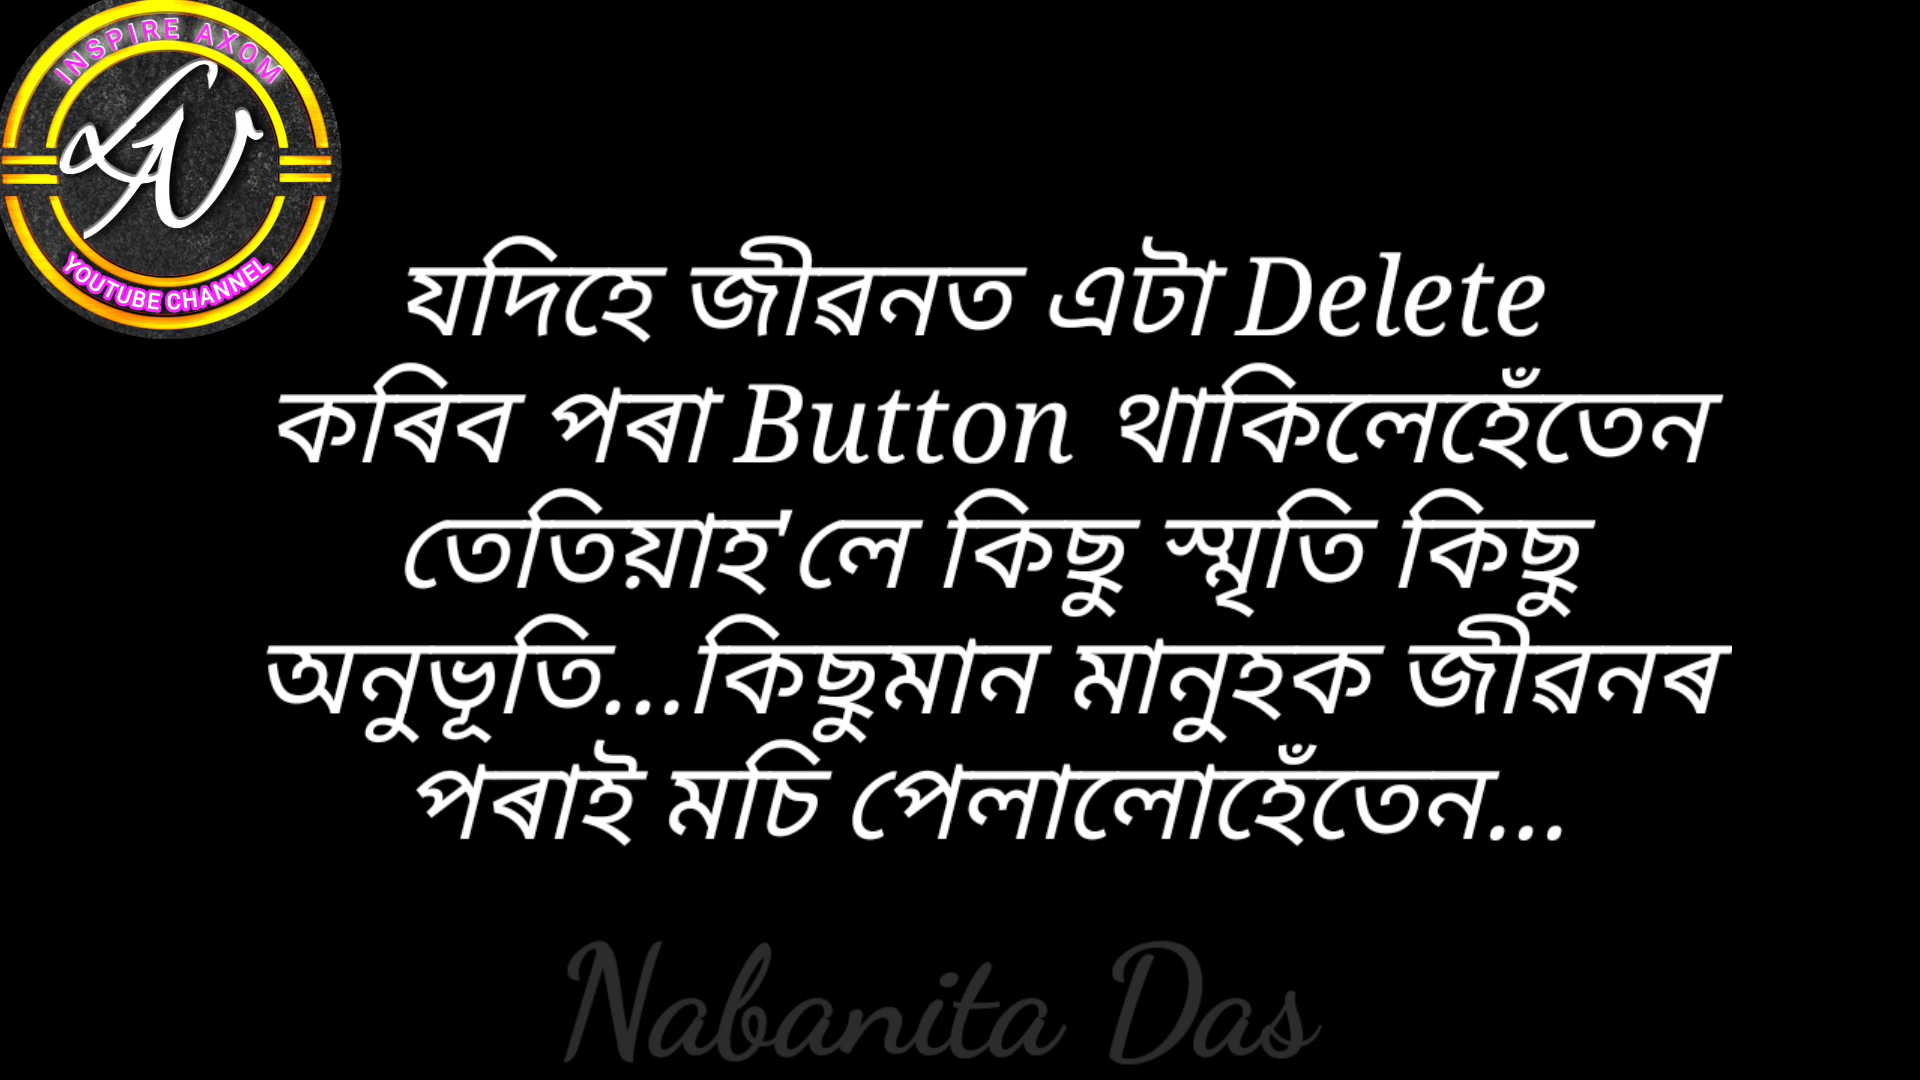 INSPIRE AXOM
YOUTUBE CHANNEL
যদিহে জীৱনত এটা Delete
কৰিব পৰা Button থাকিলেহেঁতেন
তেতিয়াহ'লে কিছু স্মৃতি কিছু
অনুভূতি...কিছুমান মানুহক জীৱনৰ
পৰাই মচি পেলালোহেঁতেন...
Nabanita Das